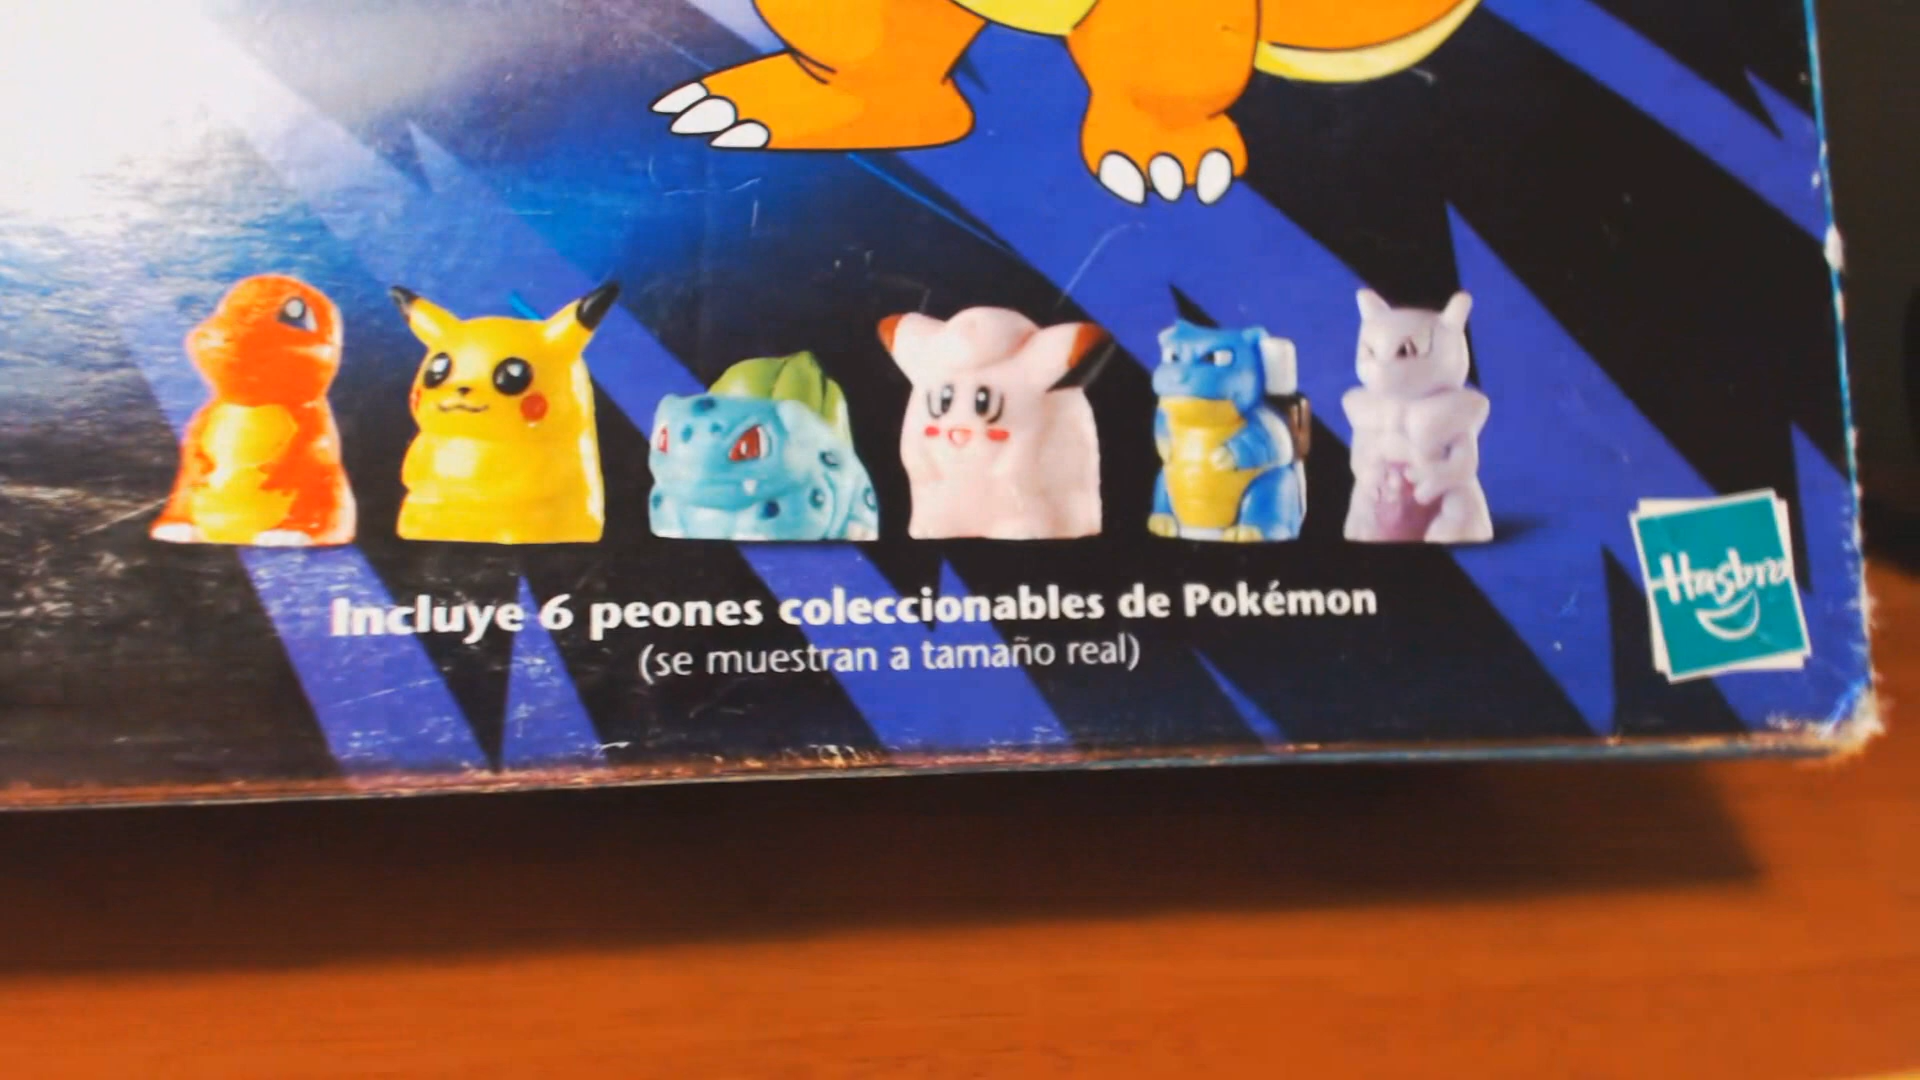 Incluye 6 peones coleccionables de Pokémon
(se muestran a tamaño real)
Hasbro